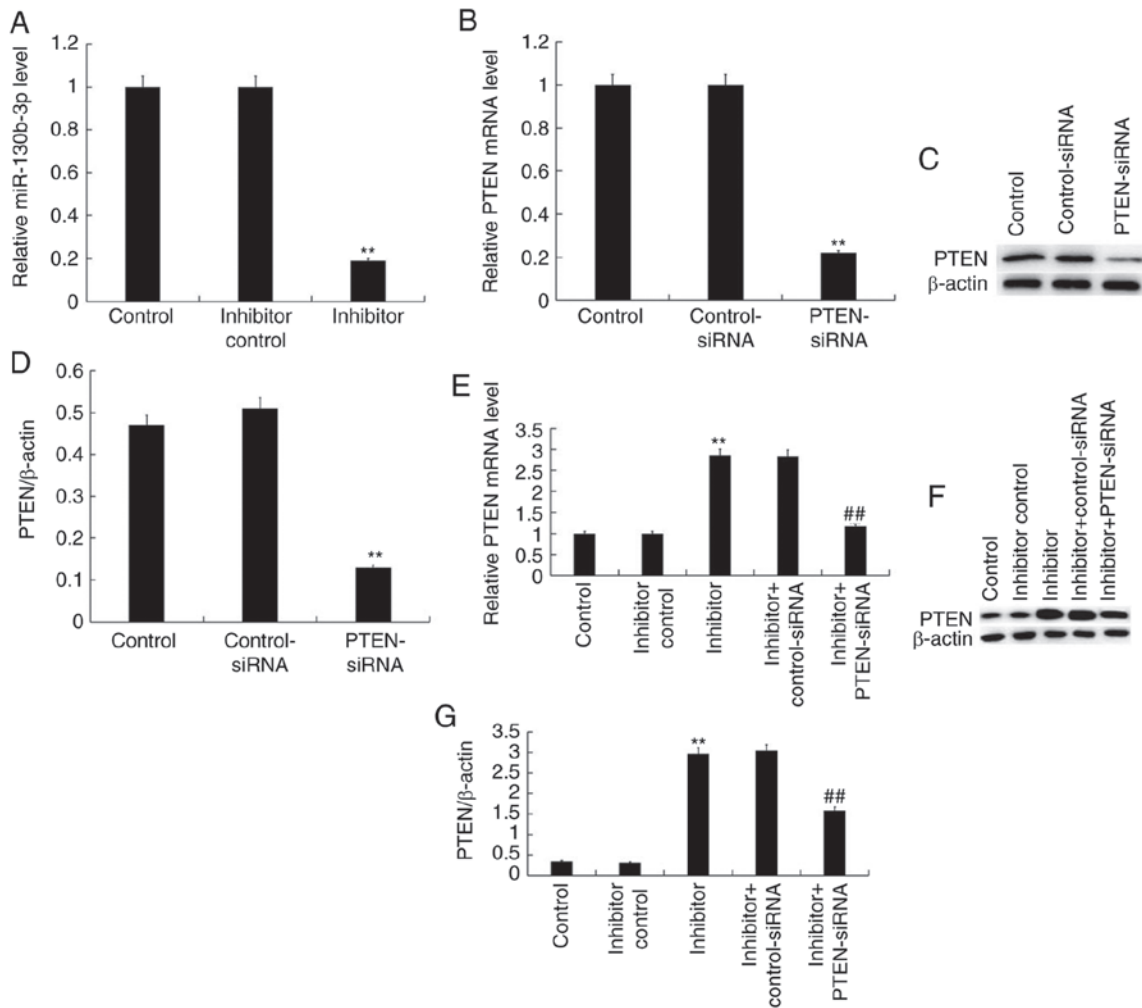 A
Relative miR-130b-3p level
1.2
1
0.8
0.6
0.4
0.2
0
**
Control
Inhibitor
control
Inhibitor
B
Relative PTEN mRNA level
1.2
1
0.8
0.6
0.4
0.2
0
**
Control
Control-
siRNA
PTEN-
siRNA
C
Control
Control-siRNA
PTEN-siRNA
PTEN
β-actin
D
PTEN/β-actin
0.6
0.5
0.4
0.3
0.2
0.1
0
**
Control
Control-
siRNA
PTEN-
siRNA
E
Relative PTEN mRNA level
3.5
3
2.5
2
1.5
1
0.5
0
**
##
Control
Inhibitor
control
Inhibitor
Inhibitor+
control-siRNA
Inhibitor+
PTEN-siRNA
F
Control
Inhibitor control
Inhibitor
Inhibitor+control-siRNA
Inhibitor+PTEN-siRNA
PTEN
β-actin
G
PTEN/β-actin
3.5
3
2.5
2
1.5
1
0.5
0
**
##
Control
Inhibitor
control
Inhibitor
Inhibitor+
control-siRNA
Inhibitor+
PTEN-siRNA